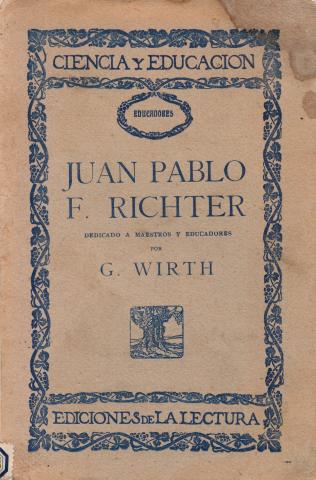 CIENCIA Y EDUCACION
EDUCADORES
JUAN PABLO
F. RICHTER
DEDICADO A MAESTROS Y EDUCADORES
POR
G. WIRTH
EDICIONES DE LA LECTURA